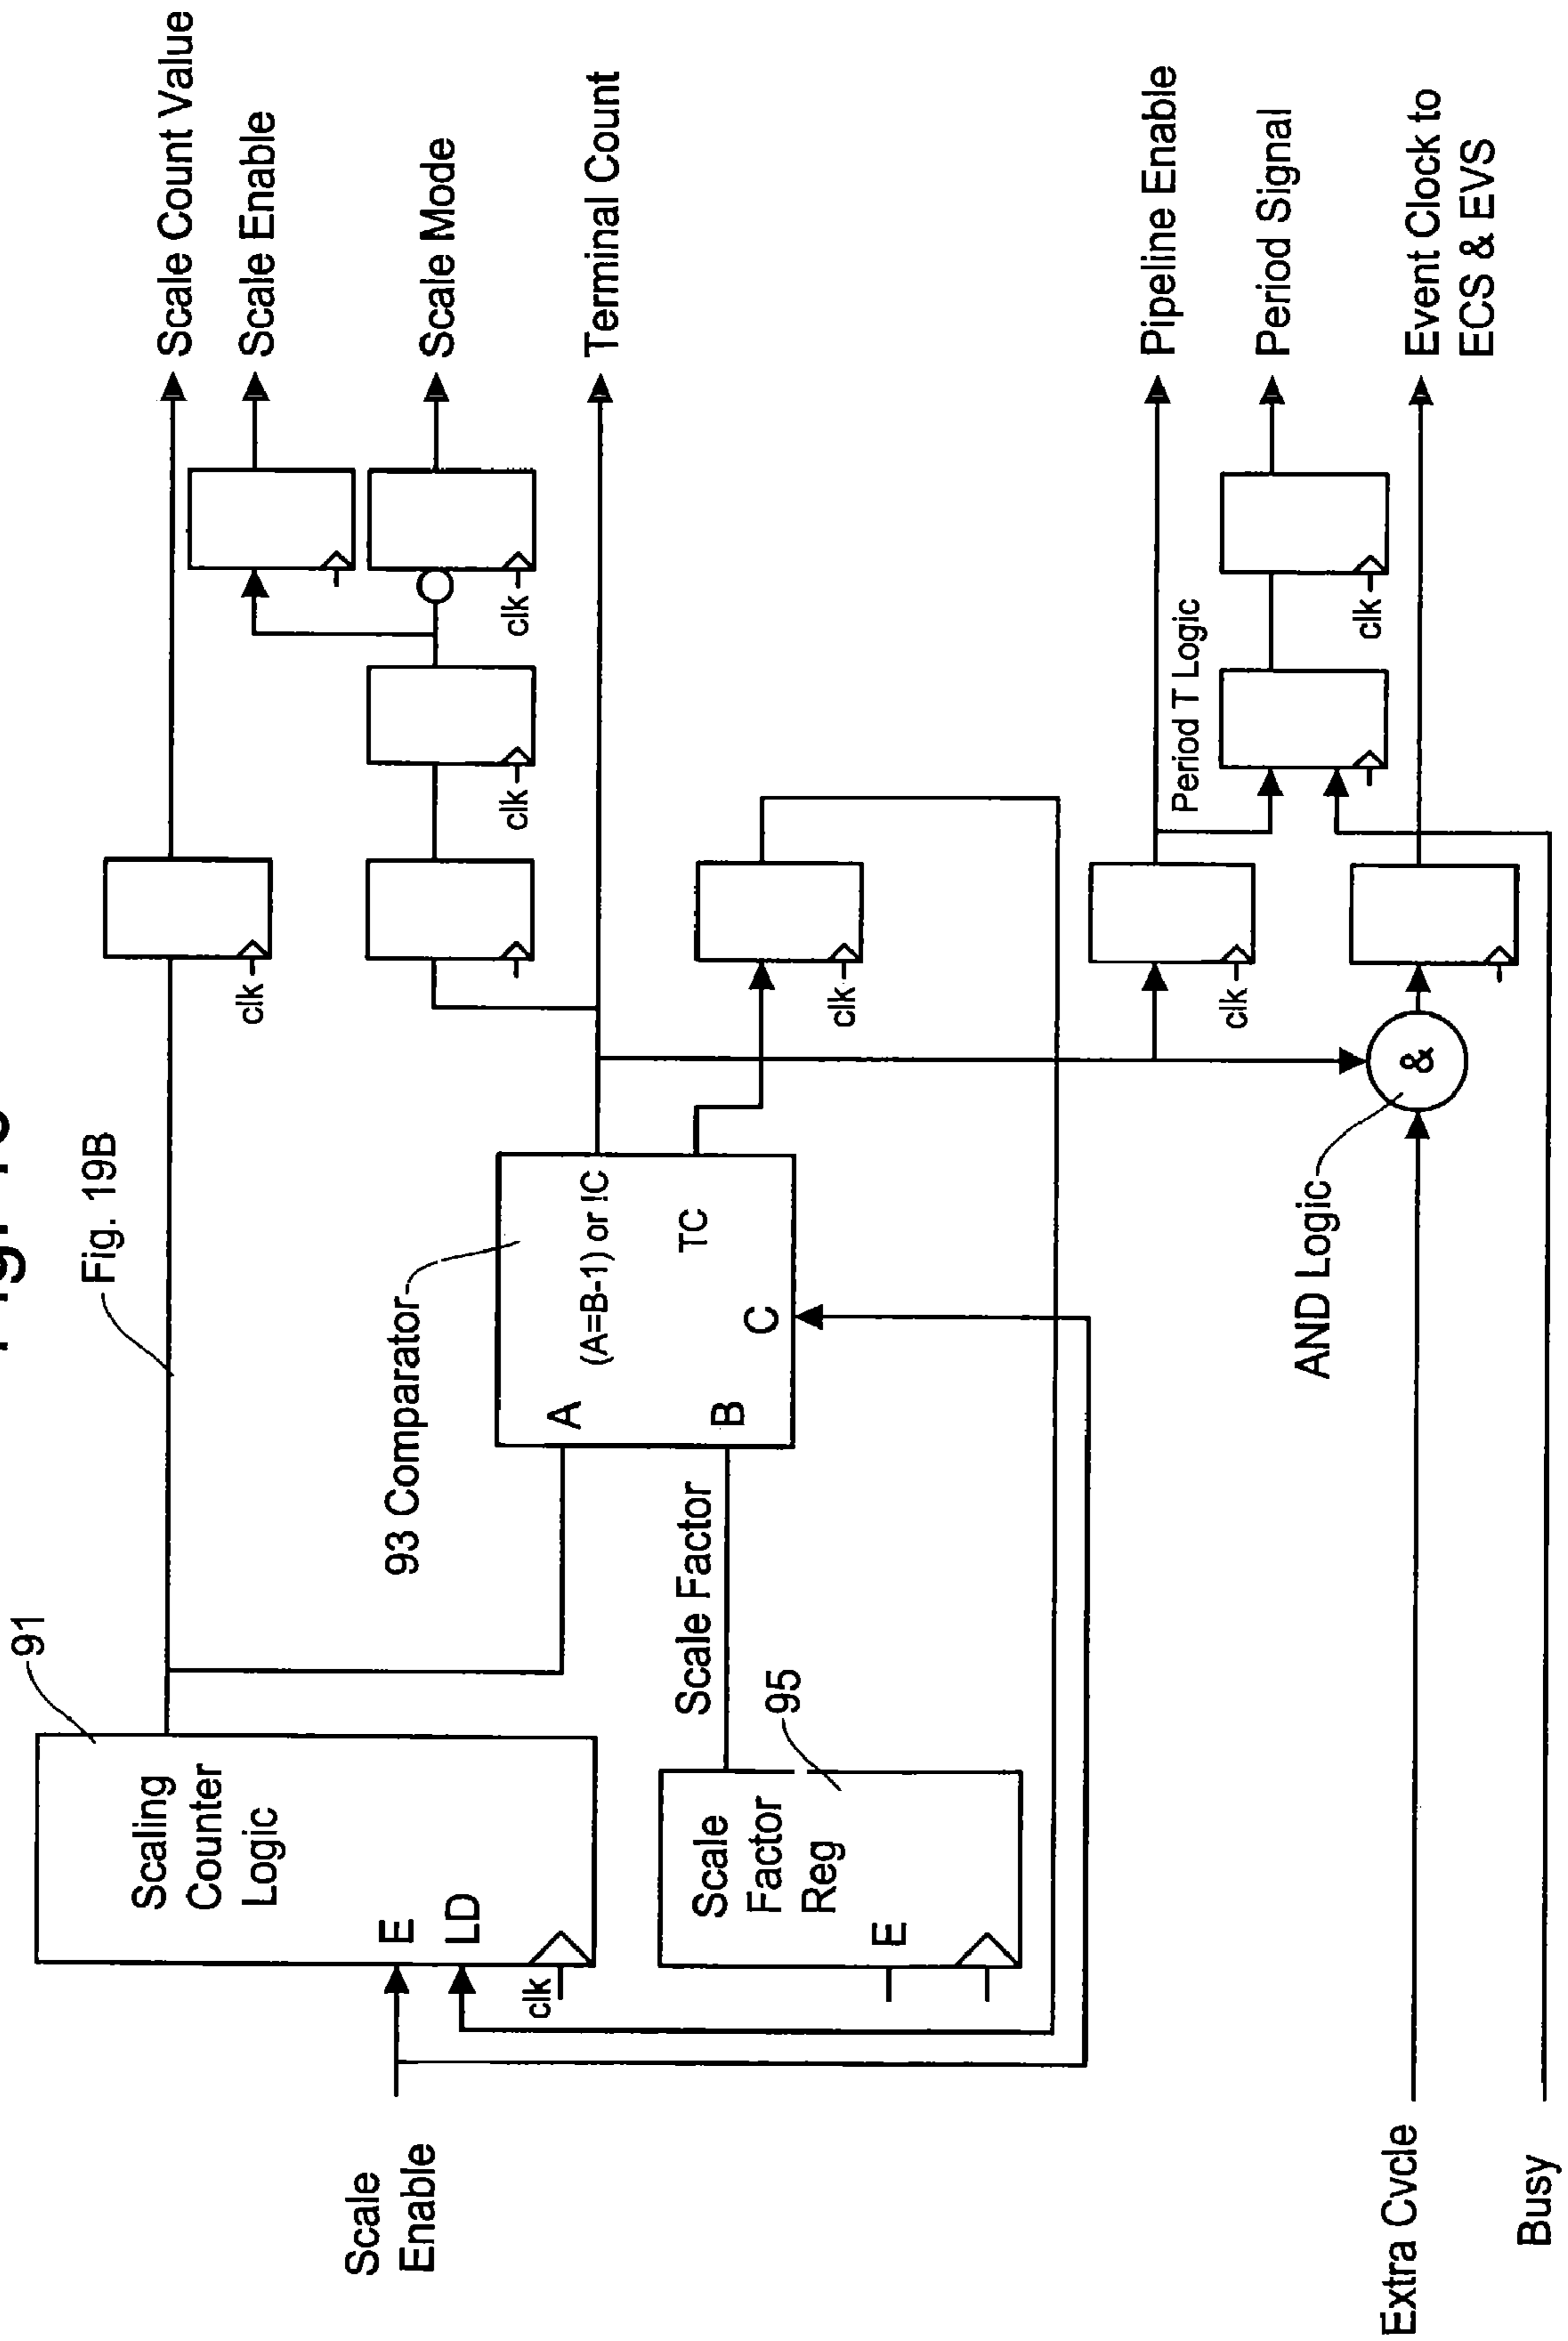 Fig. 19B
91
Scaling
Counter
Logic
E
LD
clk
Scale
Enable
93 Comparator
A
B
(A=B-1) or !C
TC
C
Scale Factor
95
Scale
Factor
Reg
E
clk
clk
clk
clk
clk
clk
Scale Count Value
Scale Enable
Scale Mode
Terminal Count
Pipeline Enable
Period T Logic
Period Signal
Event Clock to
ECS & EVS
AND Logic
&
Extra Cycle
Busy